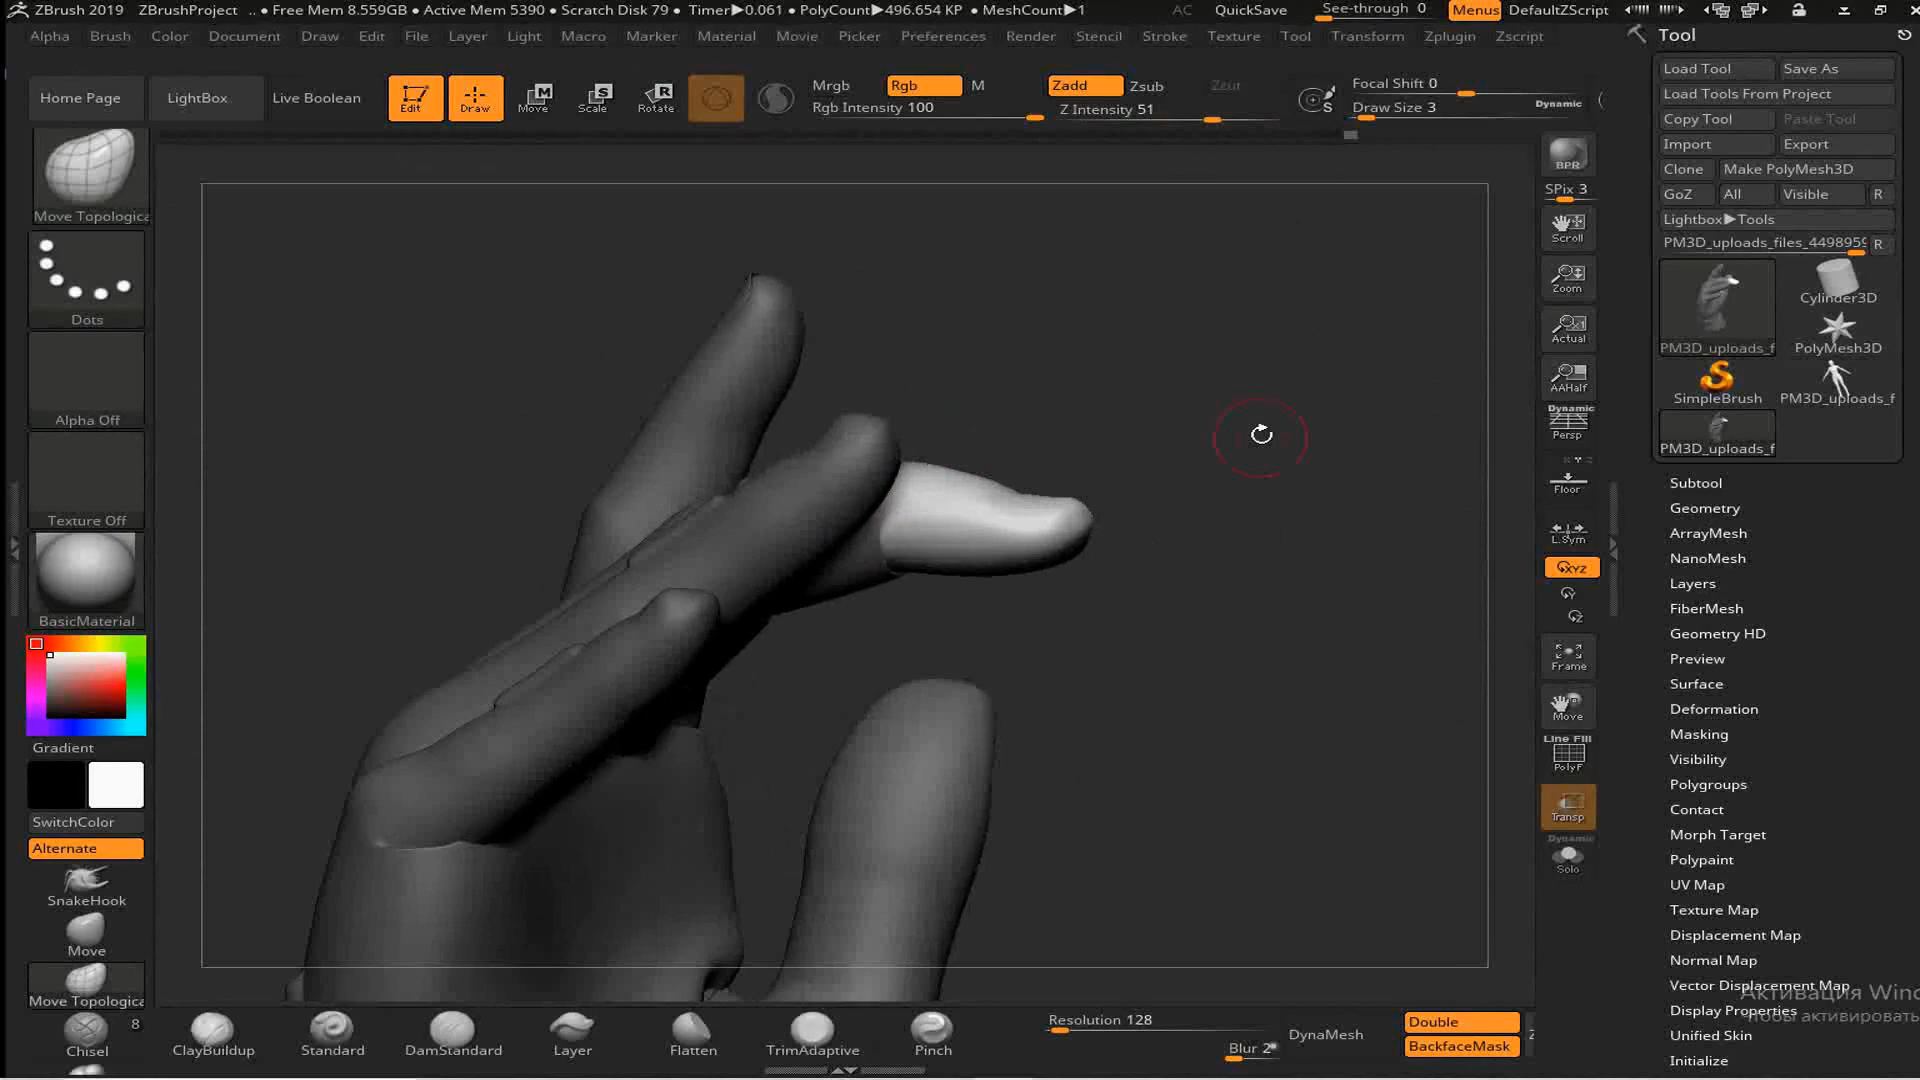 ZBrush 2019 ZBrushProject .. • Free Mem 8.559GB • Active Mem 5390 • Scratch Disk 79 • Timer▶0.061 • PolyCount▶496.654 KP • MeshCount▶1 AC QuickSave See-through 0 Menus DefaultZScript
Alpha Brush Color Document Draw Edit File Layer Light Macro Marker Material Movie Picker Preferences Render Stencil Stroke Texture Tool Transform Zplugin Zscript
Home Page LightBox Live Boolean Edit Draw Move Scale Rotate
Mrgb Rgb M
Rgb Intensity 100
Zadd Zsub Zcut
Z Intensity 51
Focal Shift 0
Draw Size 3 Dynamic
Move Topologica
Dots
Alpha Off
Texture Off
BasicMaterial
Gradient
SwitchColor
Alternate
SnakeHook
Move
Move Topologica
8
Chisel
ClayBuildup Standard DamStandard Layer Flatten TrimAdaptive Pinch
Resolution 128
Blur 2
DynaMesh
Double
BackfaceMask
BPR
SPix 3
Scroll
Zoom
Actual
AAHalf
Dynamic
Persp
Floor
L.Sym
XYZ
Y
Z
Frame
Move
Line Fill
PolyF
Transp
Dynamic
Solo
Tool
Load Tool Save As
Load Tools From Project
Copy Tool Paste Tool
Import Export
Clone Make PolyMesh3D
GoZ All Visible R
Lightbox▶Tools
PM3D_uploads_files_4498959 R
PM3D_uploads_f
Cylinder3D
PolyMesh3D
SimpleBrush
PM3D_uploads_f
PM3D_uploads_f
Subtool
Geometry
ArrayMesh
NanoMesh
Layers
FiberMesh
Geometry HD
Preview
Surface
Deformation
Masking
Visibility
Polygroups
Contact
Morph Target
Polypaint
UV Map
Texture Map
Displacement Map
Normal Map
Vector Displacement Map
Display Properties
Unified Skin
Initialize
Активация Wind
чтобы активировать